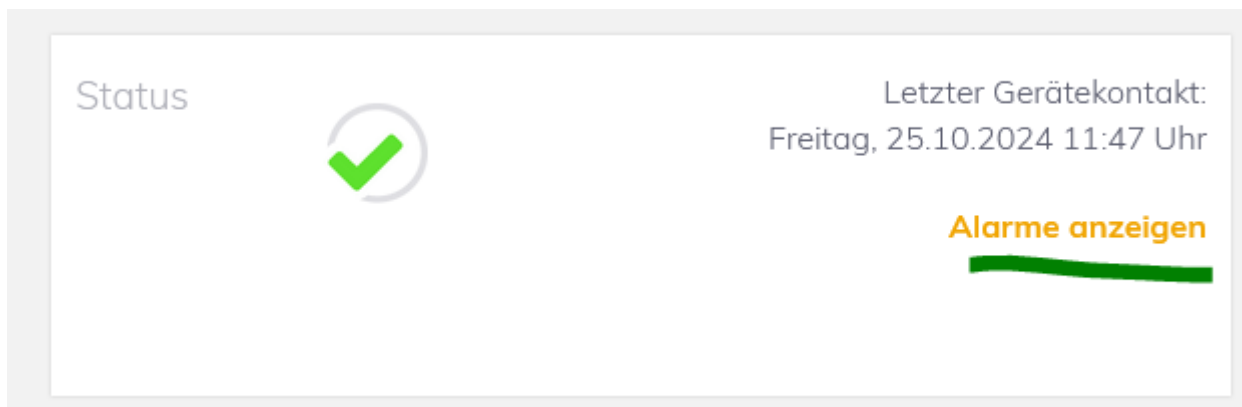 Status
Letzter Gerätekontakt:
Freitag, 25.10.2024 11:47 Uhr
Alarme anzeigen